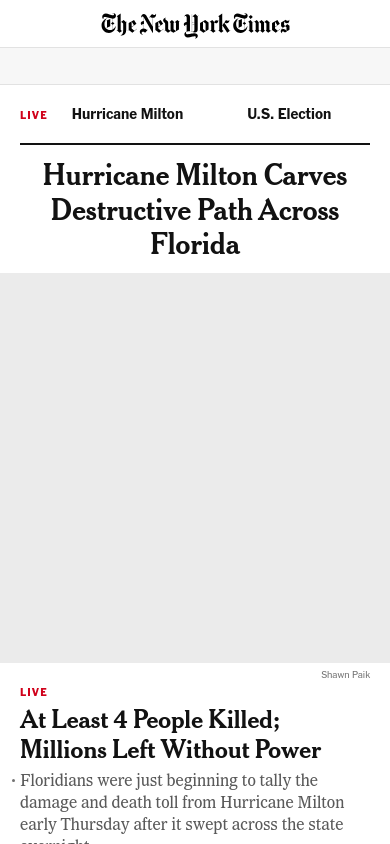 The New York Times
LIVE Hurricane Milton U.S. Election
Hurricane Milton Carves
Destructive Path Across
Florida
Shawn Paik
LIVE
At Least 4 People Killed;
Millions Left Without Power
• Floridians were just beginning to tally the
damage and death toll from Hurricane Milton
early Thursday after it swept across the state
overnight